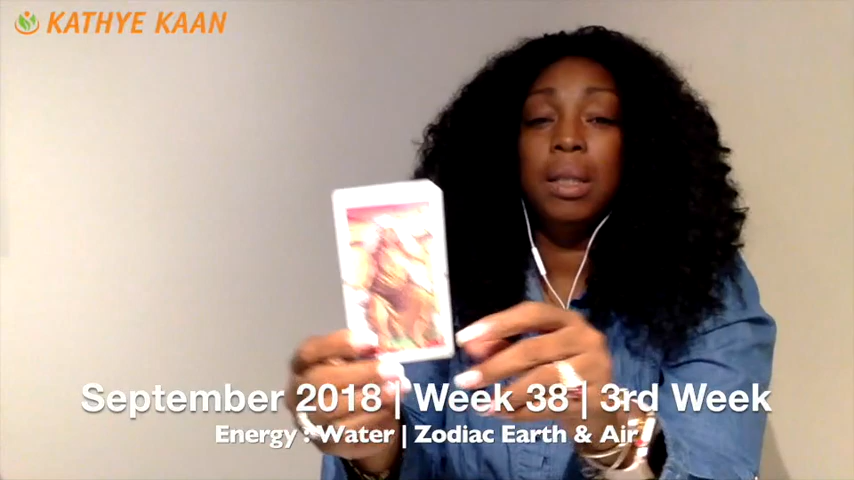 KATHYE KAAN
September 2018 | Week 38 | 3rd Week
Energy : Water | Zodiac Earth & Air